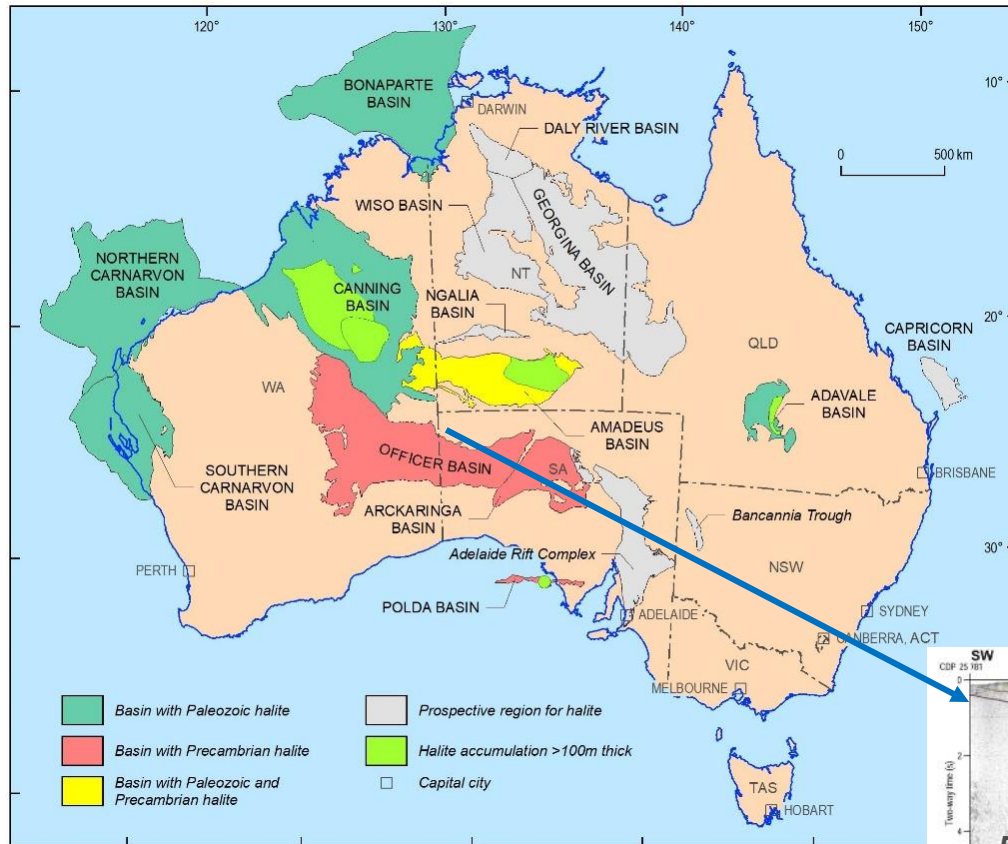 120°
130°
140°
150°
10°
20°
30°
BONAPARTE
BASIN
DARWIN
DALY RIVER BASIN
0
500 km
WISO BASIN
GEORGINA BASIN
NORTHERN
CARNARVON
BASIN
CANNING
BASIN
NT
NGALIA
BASIN
CAPRICORN
BASIN
QLD
WA
ADAVALE
BASIN
AMADEUS
BASIN
OFFICER BASIN
SA
BRISBANE
SOUTHERN
CARNARVON
BASIN
ARCKARINGA
BASIN
Bancannia Trough
Adelaide Rift Complex
NSW
PERTH
POLDA BASIN
ADELAIDE
SYDNEY
CANBERRA, ACT
VIC
MELBOURNE
SW
CDP
0
2
4
Two-way time (s)
Basin with Paleozoic halite
Prospective region for halite
Basin with Precambrian halite
Halite accumulation >100m thick
Basin with Paleozoic and
Precambrian halite
Capital city
TAS
HOBART